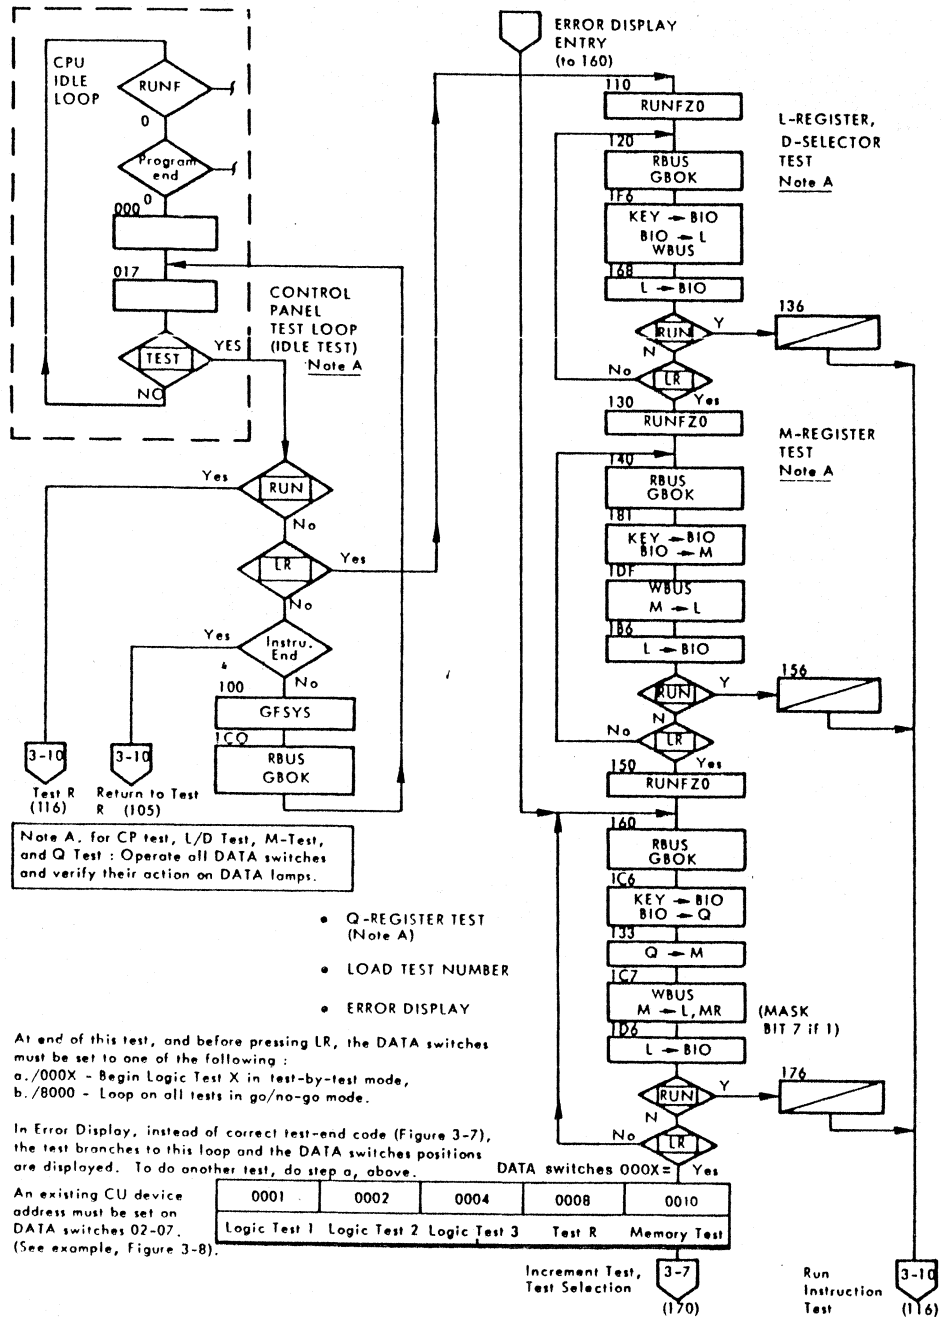 CPU
IDLE
LOOP
RUNF
0
Program
end
0
000
017
TEST
YES
NO
CONTROL
PANEL
TEST LOOP
(IDLE TEST)
Note A
Yes
RUN
No
LR
Yes
No
Yes
Instru.
End
No
100
GFSYS
1C0
RBUS
GBOK
3-10
Test R
(116)
3-10
Return to Test
R (105)
Note A. for CP test, L/D Test, M-Test,
and Q Test : Operate all DATA switches
and verify their action on DATA lamps.
ERROR DISPLAY
ENTRY
(to 160)
110
RUNFZ0
L-REGISTER,
D-SELECTOR
TEST
Note A
120
RBUS
GBOK
1F6
KEY → BIO
BIO → L
WBUS
168
L → BIO
RUN
Y
136
N
No
LR
Yes
130
RUNFZ0
M-REGISTER
TEST
Note A
140
RBUS
GBOK
181
KEY → BIO
BIO → M
1DF
WBUS
M → L
1B6
L → BIO
RUN
Y
156
N
No
LR
Yes
150
RUNFZ0
160
RBUS
GBOK
1C6
KEY → BIO
BIO → Q
133
Q → M
1C7
WBUS
M → L, MR
(MASK
BIT 7 if 1)
1D6
L → BIO
RUN
Y
176
N
No
LR
Yes
• Q-REGISTER TEST
(Note A)
• LOAD TEST NUMBER
• ERROR DISPLAY
At end of this test, and before pressing LR, the DATA switches
must be set to one of the following :
a./000X - Begin Logic Test X in test-by-test mode,
b./8000 - Loop on all tests in go/no-go mode.
In Error Display, instead of correct test-end code (Figure 3-7),
the test branches to this loop and the DATA switches positions
are displayed. To do another test, do step a, above.
An existing CU device
address must be set on
DATA switches 02-07.
(See example, Figure 3-8).
DATA switches 000X=
0001 0002 0004 0008 0010
Logic Test 1 Logic Test 2 Logic Test 3 Test R Memory Test
Increment Test,
Test Selection
3-7
(170)
Run
Instruction
Test
3-10
(116)